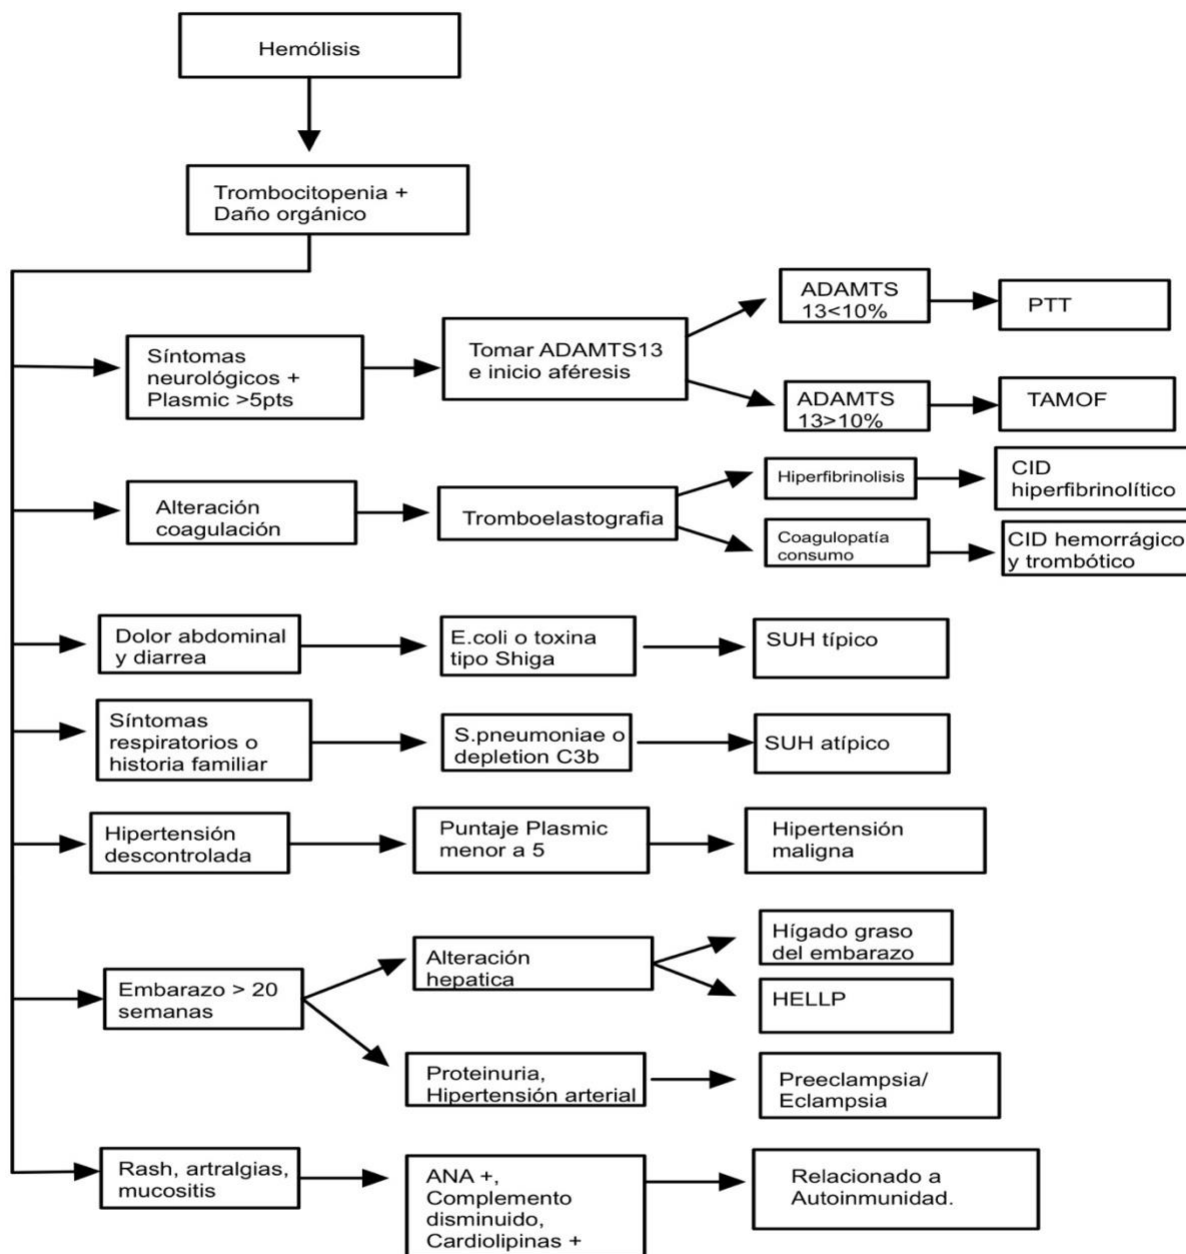 Hemólisis
Trombocitopenia +
Daño orgánico
Síntomas
neurológicos +
Plasmic >5pts
Tomar ADAMTS13
e inicio aféresis
ADAMTS
13<10%
PTT
ADAMTS
13>10%
TAMOF
Alteración
coagulación
Tromboelastografia
Hiperfibrinolisis
CID
hiperfibrinolítico
Coagulopatía
consumo
CID hemorrágico
y trombótico
Dolor abdominal
y diarrea
E.coli o toxina
tipo Shiga
SUH típico
Síntomas
respiratorios o
historia familiar
S.pneumoniae o
depletion C3b
SUH atípico
Hipertensión
descontrolada
Puntaje Plasmic
menor a 5
Hipertensión
maligna
Embarazo > 20
semanas
Alteración
hepatica
Hígado graso
del embarazo
HELLP
Proteinuria,
Hipertensión arterial
Preeclampsia/
Eclampsia
Rash, artralgias,
mucositis
ANA +,
Complemento
disminuido,
Cardiolipinas +
Relacionado a
Autoinmunidad.